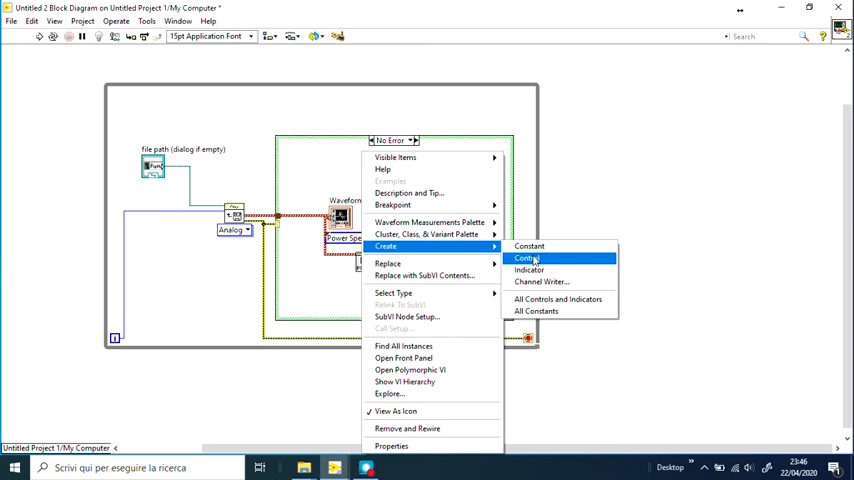 Untitled 2 Block Diagram on Untitled Project 1/My Computer *
File Edit View Project Operate Tools Window Help
15pt Application Font
Search
No Error
file path (dialog if empty)
Analog
Waveform
Power Spe
i
Visible Items
Help
Examples
Description and Tip...
Breakpoint
Waveform Measurements Palette
Cluster, Class, & Variant Palette
Create
Replace
Replace with SubVI Contents...
Select Type
Relink To SubVI
SubVI Node Setup...
Call Setup...
Find All Instances
Open Front Panel
Open Polymorphic VI
Show VI Hierarchy
Explore...
View As Icon
Remove and Rewire
Properties
Constant
Control
Indicator
Channel Writer...
All Controls and Indicators
All Constants
Untitled Project 1/My Computer
Scrivi qui per eseguire la ricerca
Desktop
23:46
22/04/2020